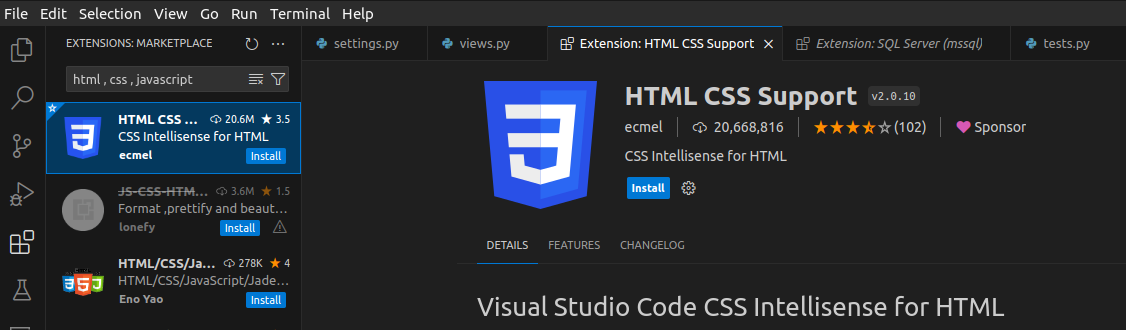 File Edit Selection View Go Run Terminal Help
EXTENSIONS: MARKETPLACE
settings.py views.py Extension: HTML CSS Support Extension: SQL Server (mssql) tests.py
html , css , javascript
HTML CSS ... 20.6M 3.5
CSS Intellisense for HTML
ecmel Install
JS-CSS-HTM... 3.6M 1.5
Format ,prettify and beaut...
lonefy Install
HTML/CSS/Ja... 278K 4
HTML/CSS/JavaScript/Jade...
Eno Yao Install
HTML CSS Support v2.0.10
ecmel 20,668,816 (102) Sponsor
CSS Intellisense for HTML
Install
DETAILS FEATURES CHANGELOG
Visual Studio Code CSS Intellisense for HTML